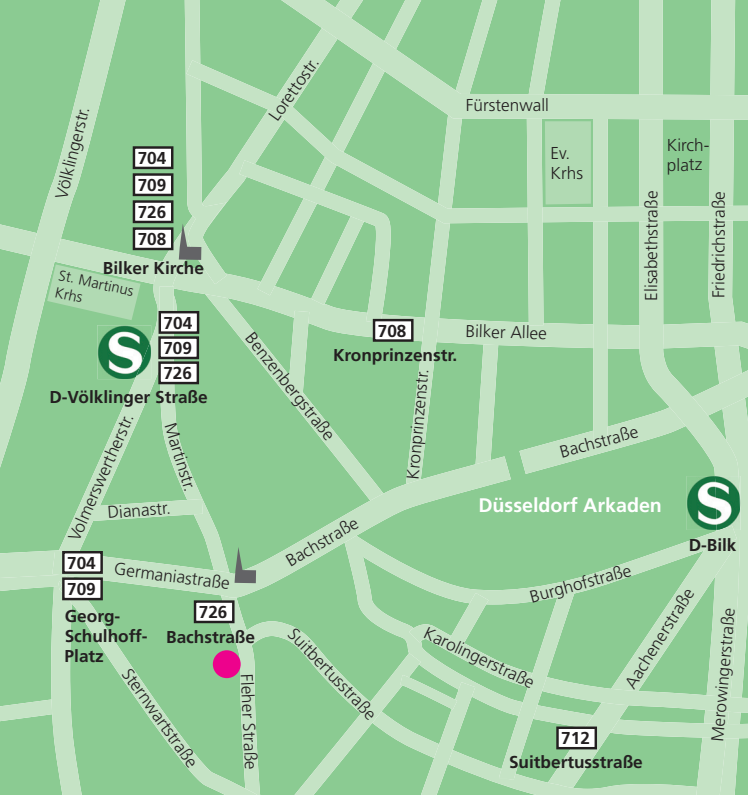 Völklingerstr.
Lorettostr.
Fürstenwall
Ev.
Krhs
Kirch-
platz
704
709
726
708
Bilker Kirche
Elisabethstraße
Friedrichstraße
St. Martinus
Krhs
S
704
709
726
D-Völklinger Straße
708
Kronprinzenstr.
Bilker Allee
Benzenbergstraße
Kronprinzenstr.
Volmerswertherstr.
Martinstr.
Bachstraße
Düsseldorf Arkaden
S
D-Bilk
Dianastr.
Bachstraße
704
709
Georg-
Schulhoff-
Platz
Germaniastraße
726
Bachstraße
Burghofstraße
Suitbertusstraße
Karolingerstraße
Aachenerstraße
Merowingerstraße
Sternwartstraße
Fleher Straße
712
Suitbertusstraße